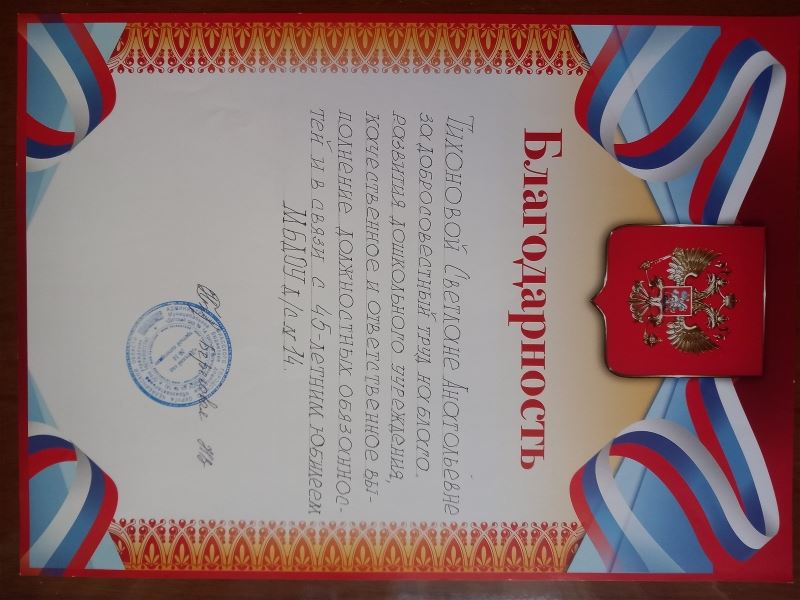 Благодарность
Тихоновой Светлане Анатольевне
за добросовестный труд на благо
развития дошкольного учреждения,
качественное и ответственное вы-
полнение должностных обязаннос-
тей и в связи с 45-летним юбилеем
МБДОУ д/с № 14.